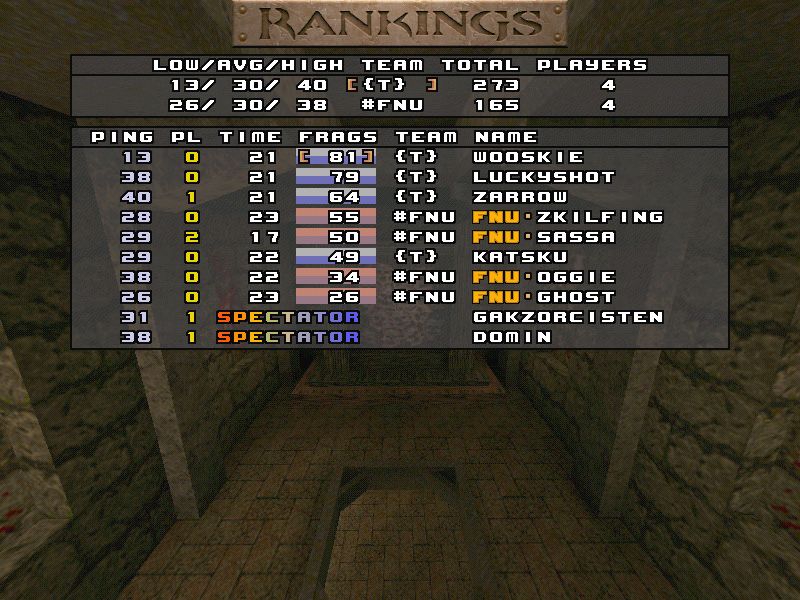 RANKINGS
LOW/AVG/HIGH TEAM TOTAL PLAYERS
13/ 30/ 40 [{T} ] 273 4
26/ 30/ 38 #FNU 165 4
PING PL TIME FRAGS TEAM NAME
13 0 21 [ 81] {T} WOOSKIE
38 0 21 79 {T} LUCKYSHOT
40 1 21 64 {T} ZARROW
28 0 23 55 #FNU FNU·ZKILFING
29 2 17 50 #FNU FNU·SASSA
29 0 22 49 {T} KATSKU
38 0 22 34 #FNU FNU·OGGIE
26 0 23 26 #FNU FNU·GHOST
31 1 SPECTATOR GAKZORCISTEN
38 1 SPECTATOR DOMIN